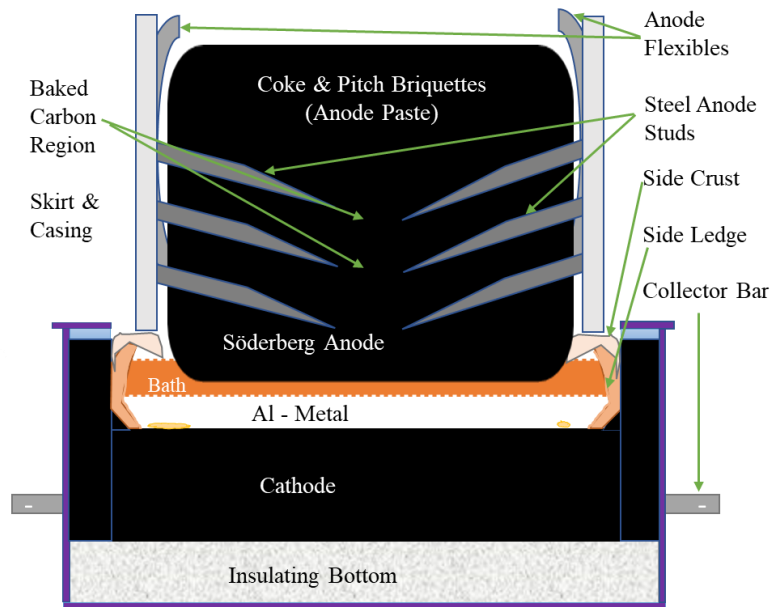 Anode
Flexibles
Coke & Pitch Briquettes
(Anode Paste)
Baked
Carbon
Region
Steel Anode
Studs
Side Crust
Skirt &
Casing
Side Ledge
Collector Bar
Söderberg Anode
Bath
Al - Metal
Cathode
-
-
Insulating Bottom